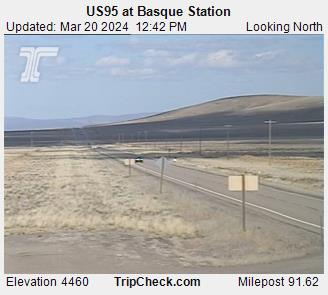 US95 at Basque Station
Updated: Mar 20 2024 12:42 PM Looking North
Elevation 4460 TripCheck.com Milepost 91.62